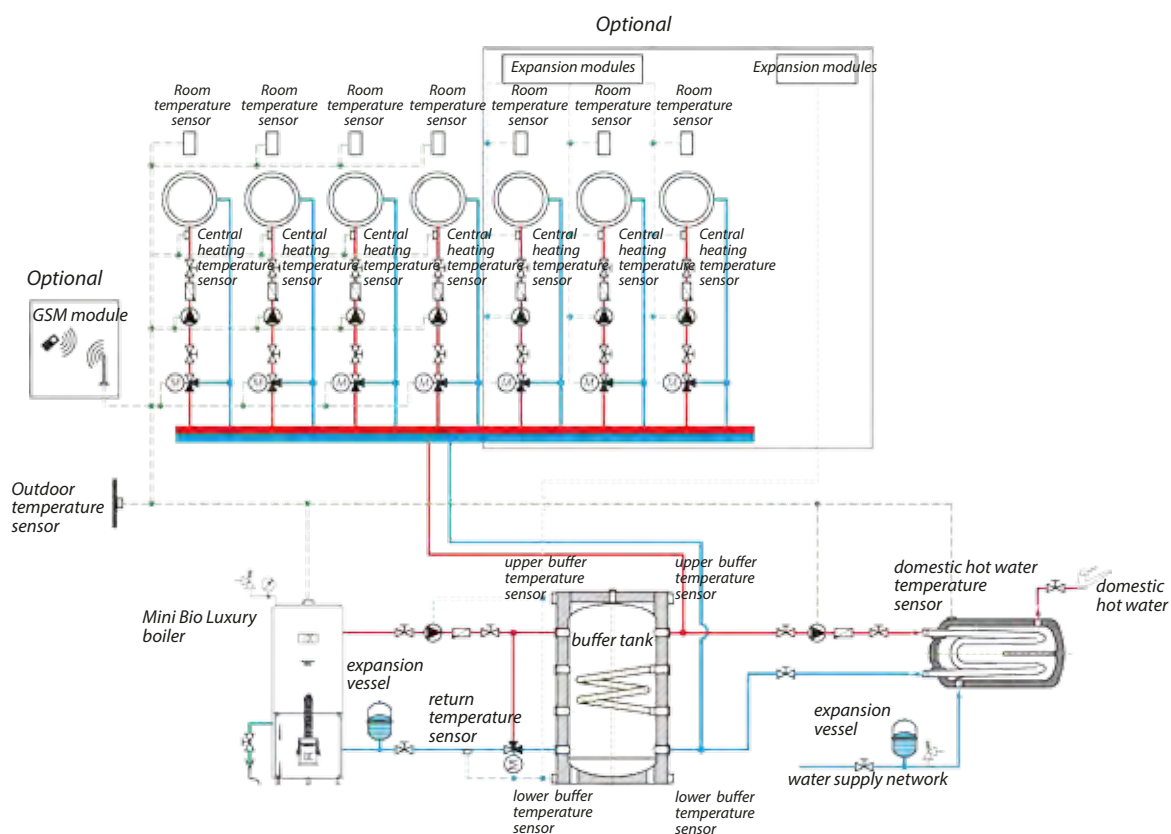 Optional
Expansion modules
Expansion modules
Room
temperature
sensor
Room
temperature
sensor
Room
temperature
sensor
Room
temperature
sensor
Room
temperature
sensor
Room
temperature
sensor
Room
temperature
sensor
Central
heating
temperature
sensor
Central
heating
temperature
sensor
Central
heating
temperature
sensor
Central
heating
temperature
sensor
Central
heating
temperature
sensor
Central
heating
temperature
sensor
Central
heating
temperature
sensor
Optional
GSM module
M
M
M
M
M
M
M
Outdoor
temperature
sensor
upper buffer
temperature
sensor
upper buffer
temperature
sensor
domestic hot water
temperature
sensor
domestic
hot water
Mini Bio Luxury
boiler
buffer tank
expansion
vessel
return
temperature
sensor
M
expansion
vessel
water supply network
lower buffer
temperature
sensor
lower buffer
temperature
sensor